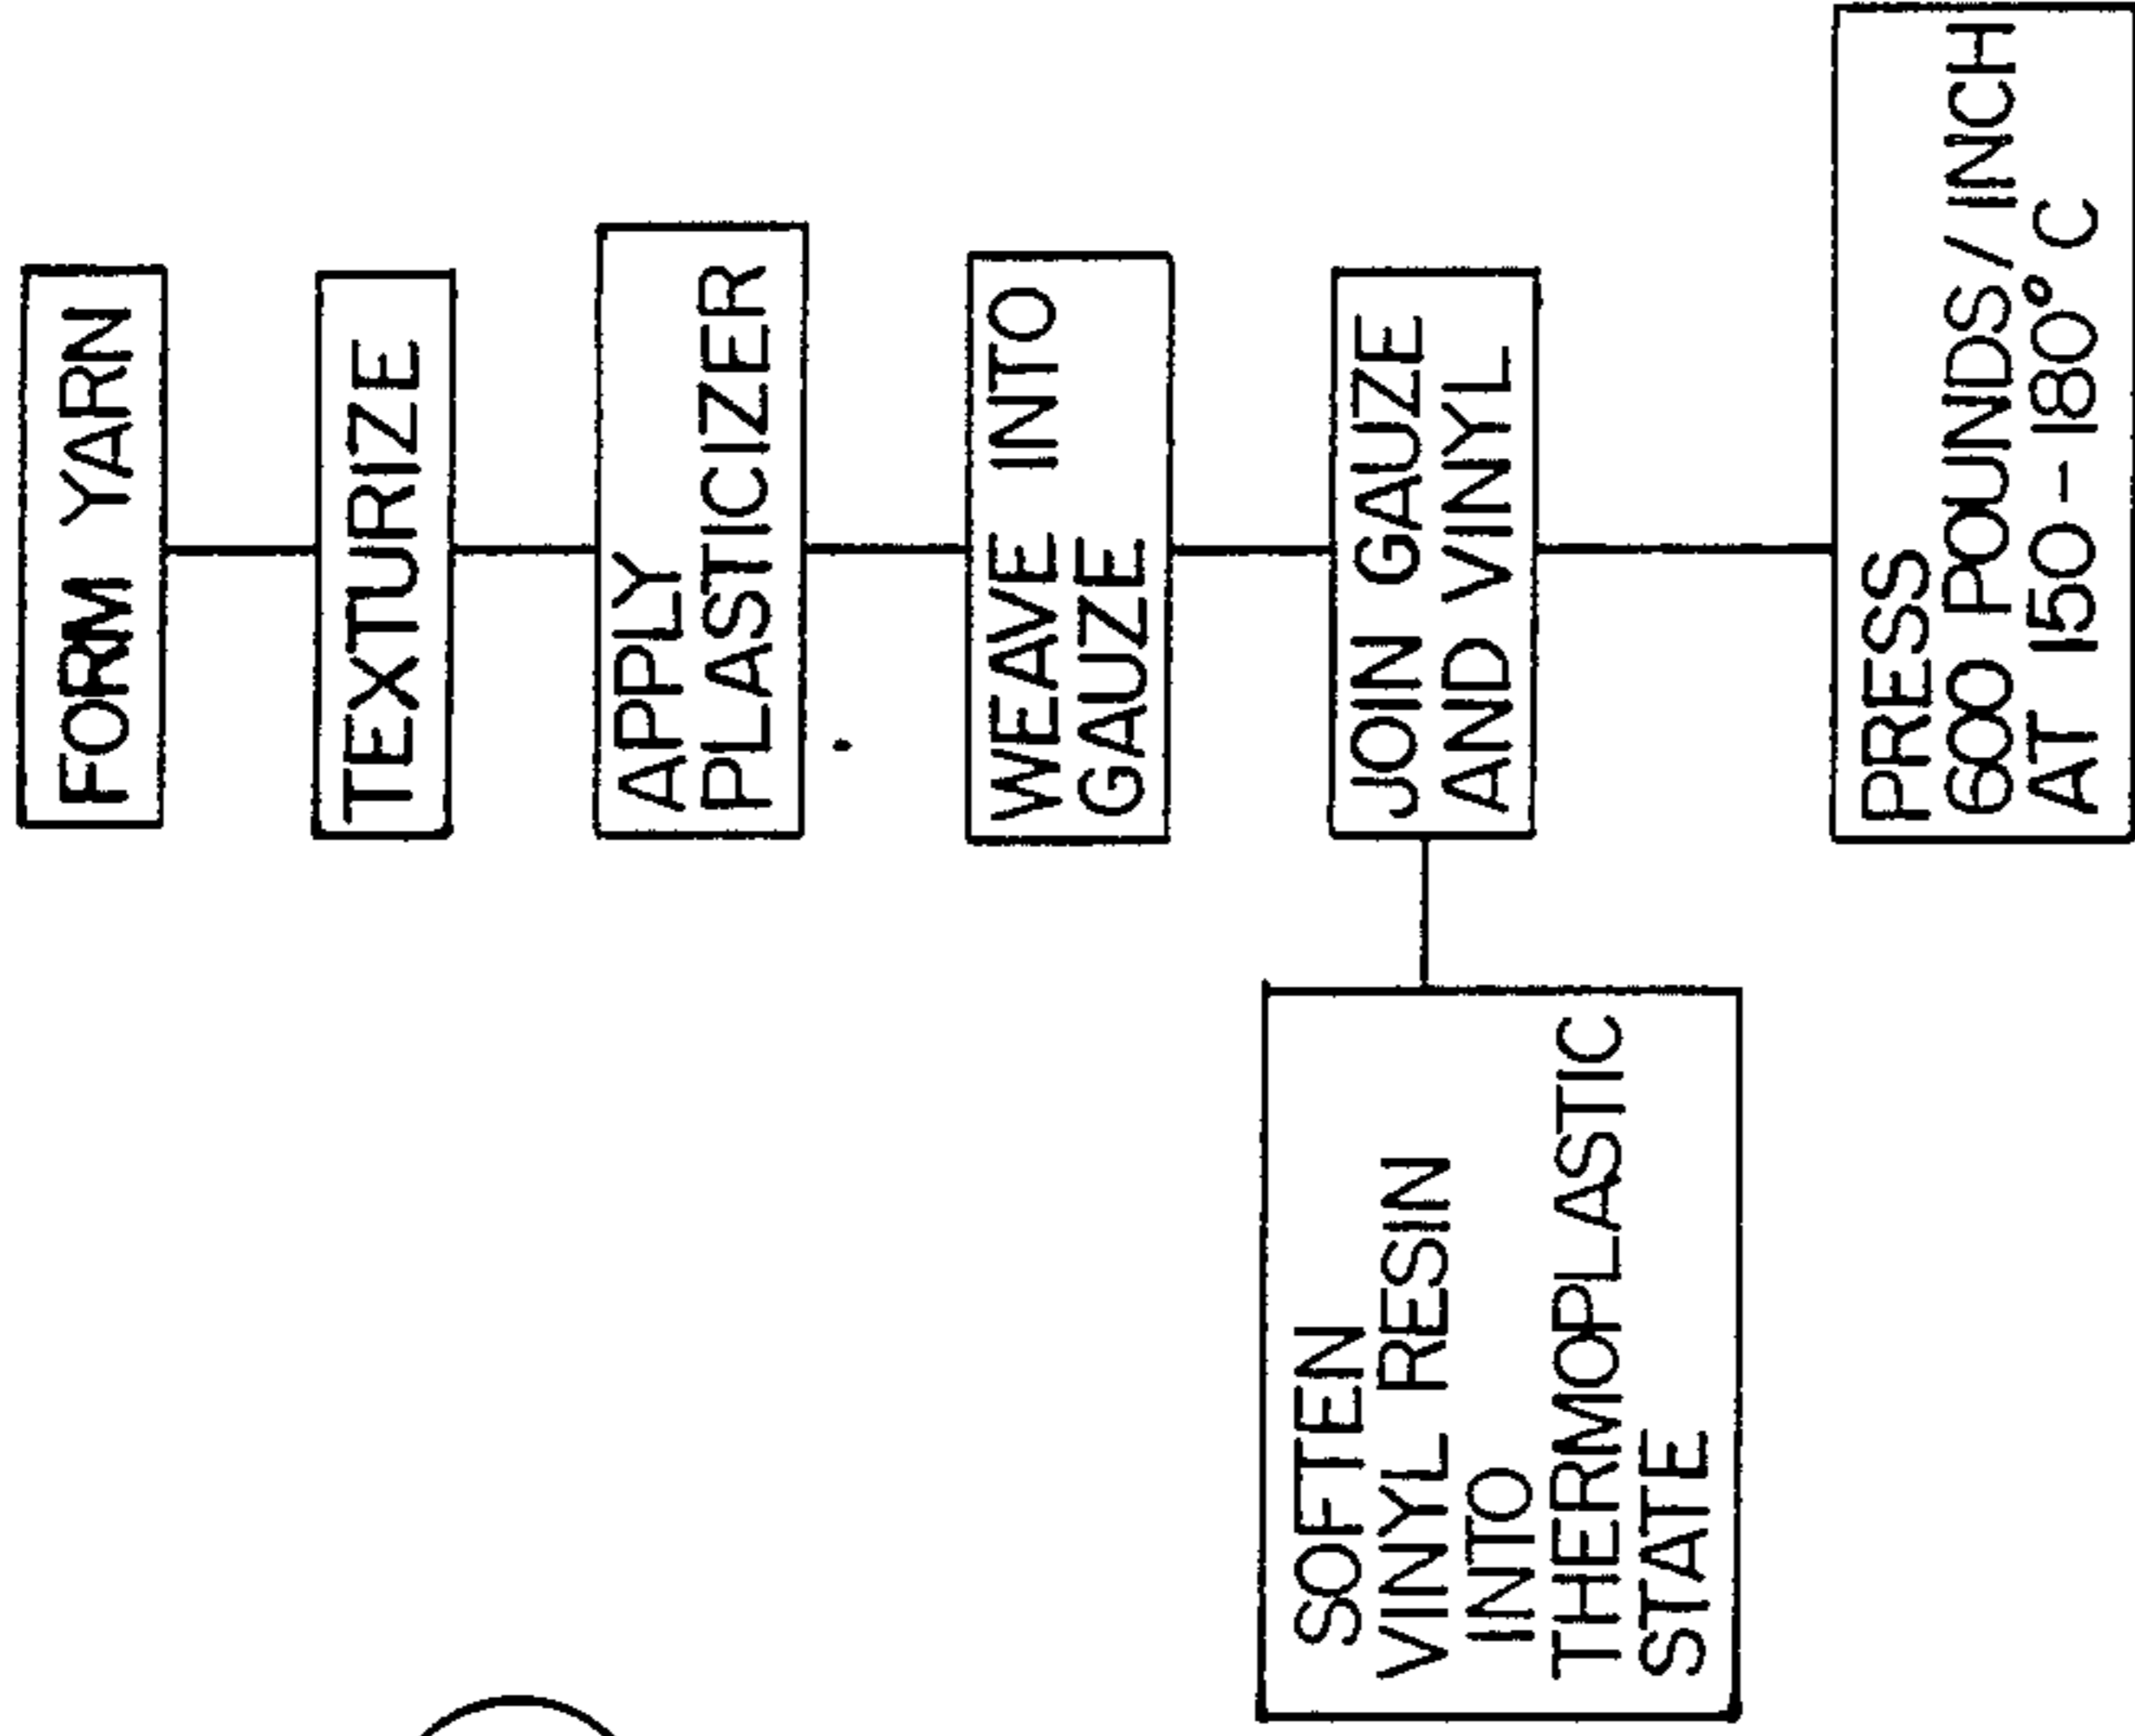 FORM YARN
TEXTURIZE
APPLY
PLASTICIZER
WEAVE INTO
GAUZE
SOFTEN
VINYL RESIN
INTO
THERMOPLASTIC
STATE
JOIN GAUZE
AND VINYL
PRESS
600 POUNDS/INCH
AT 150-180°C